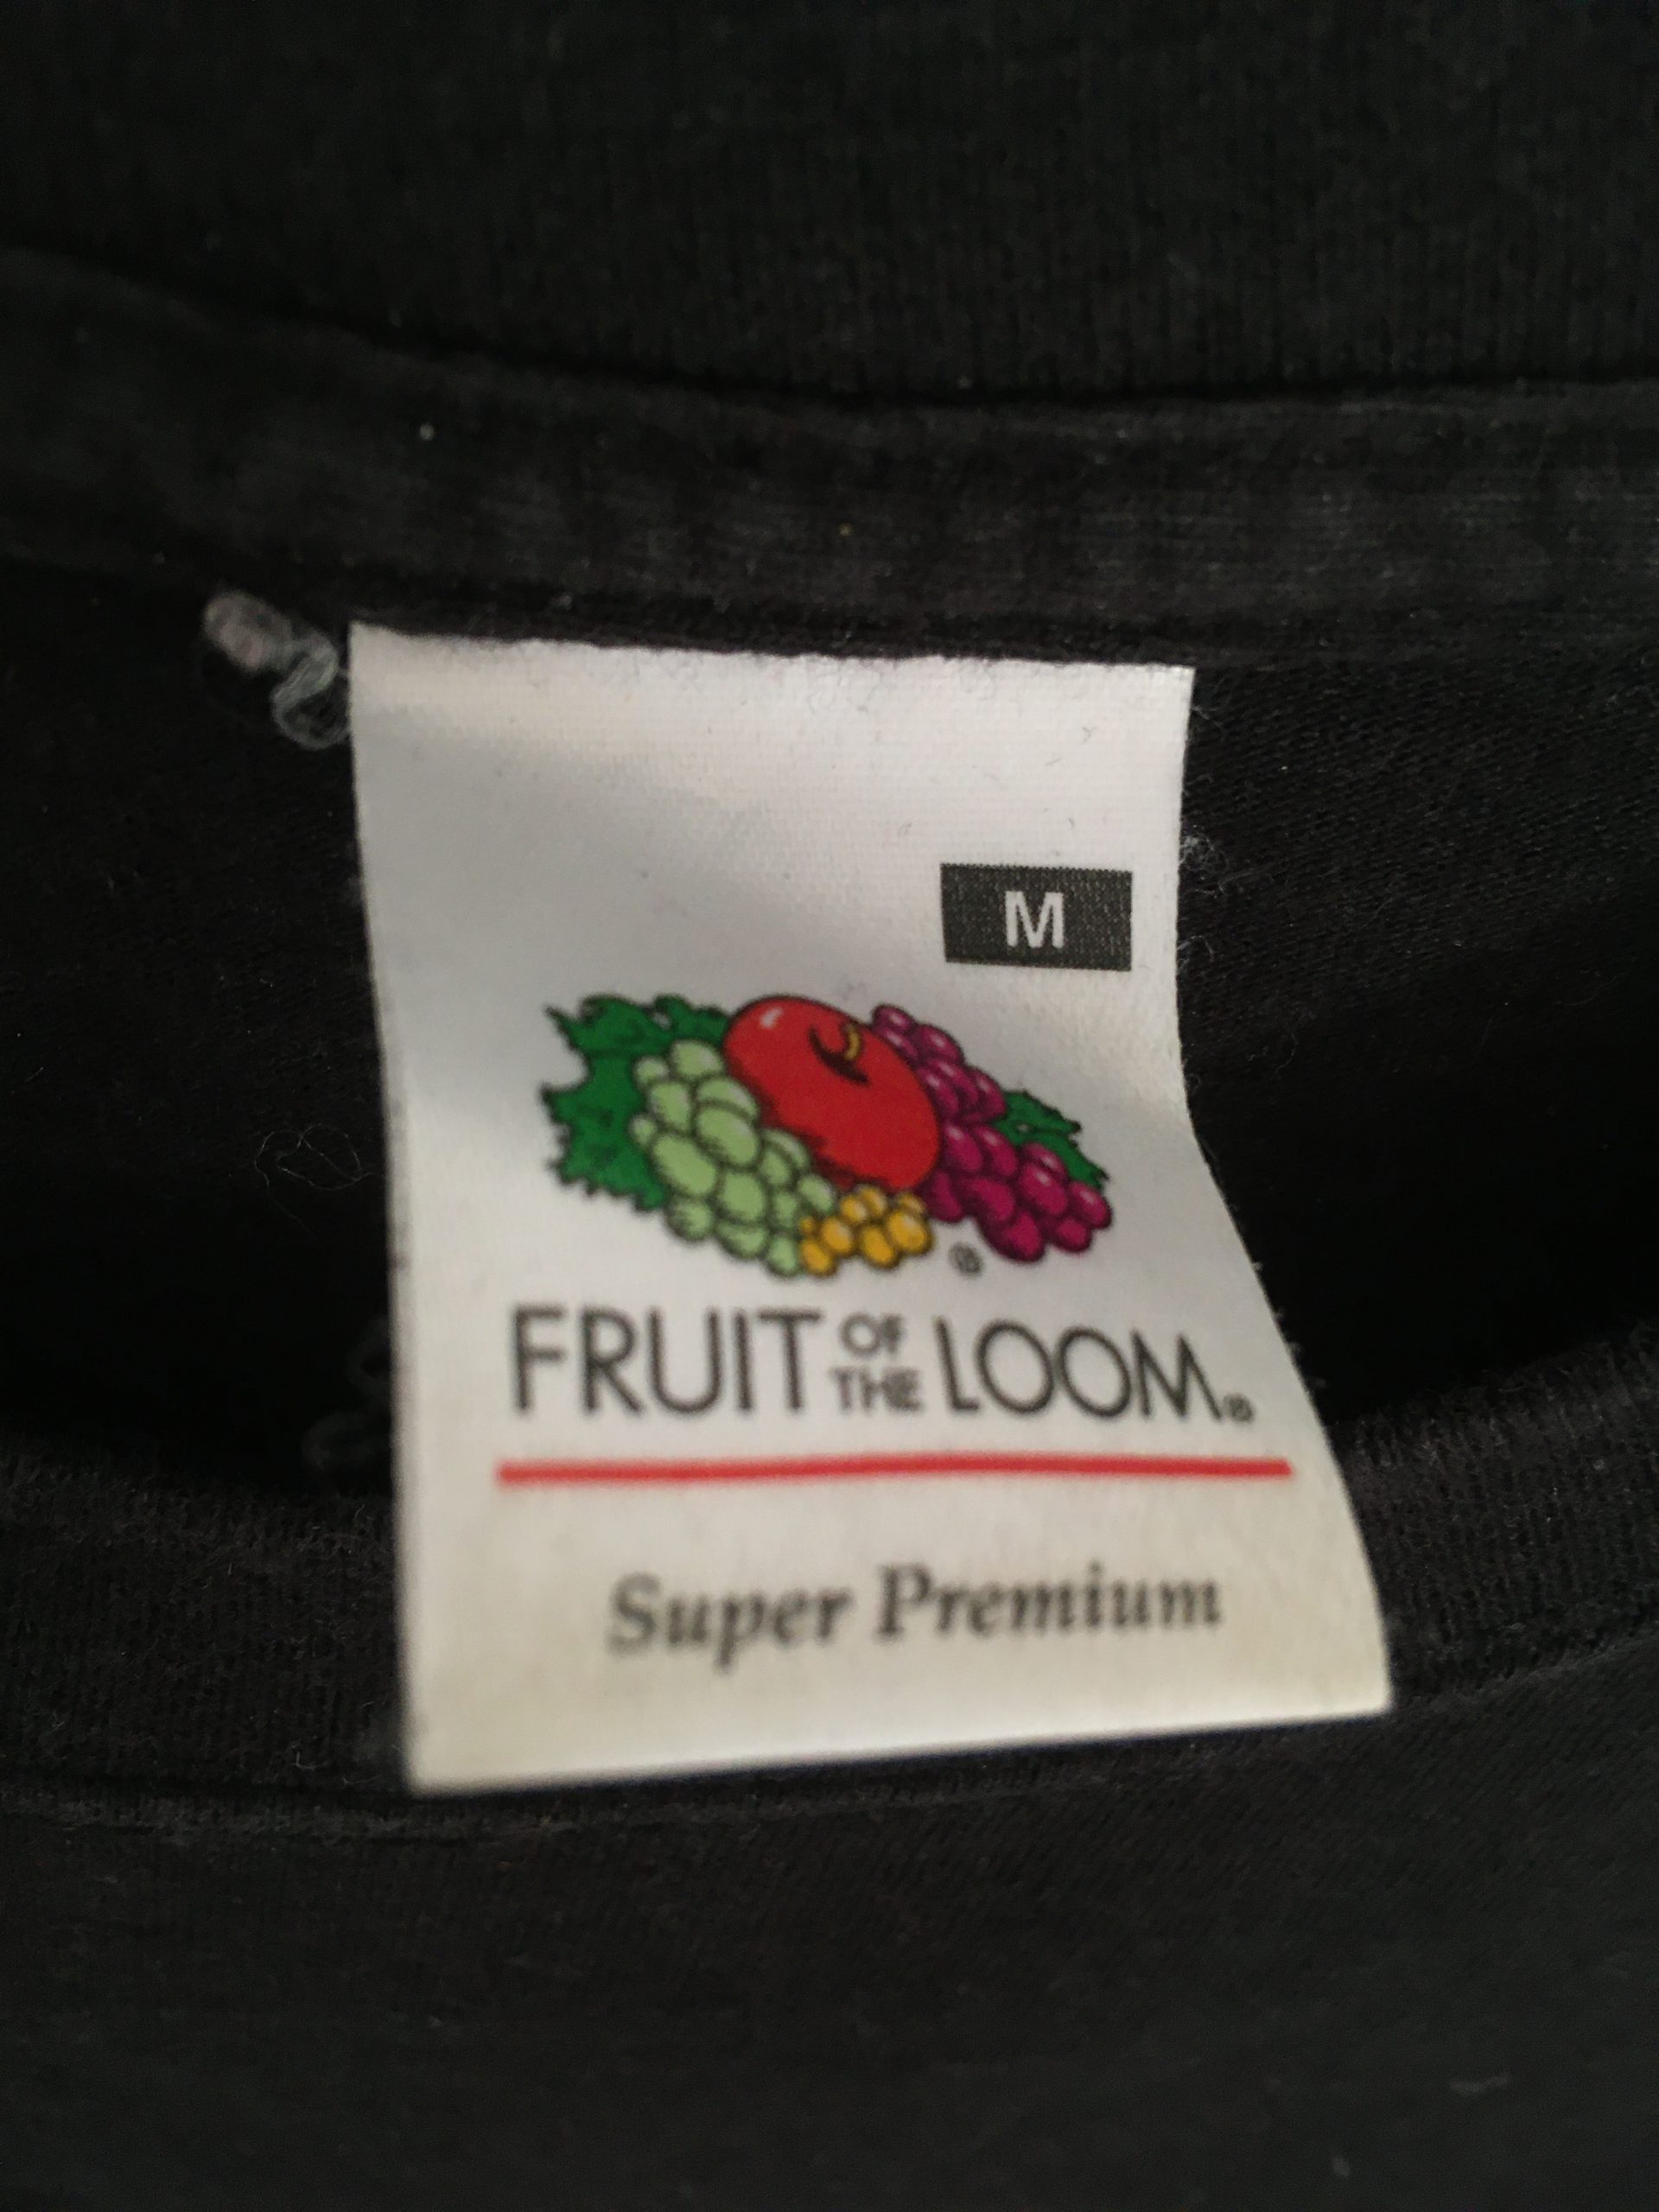 M
®
FRUIT OF THE LOOM®
Super Premium